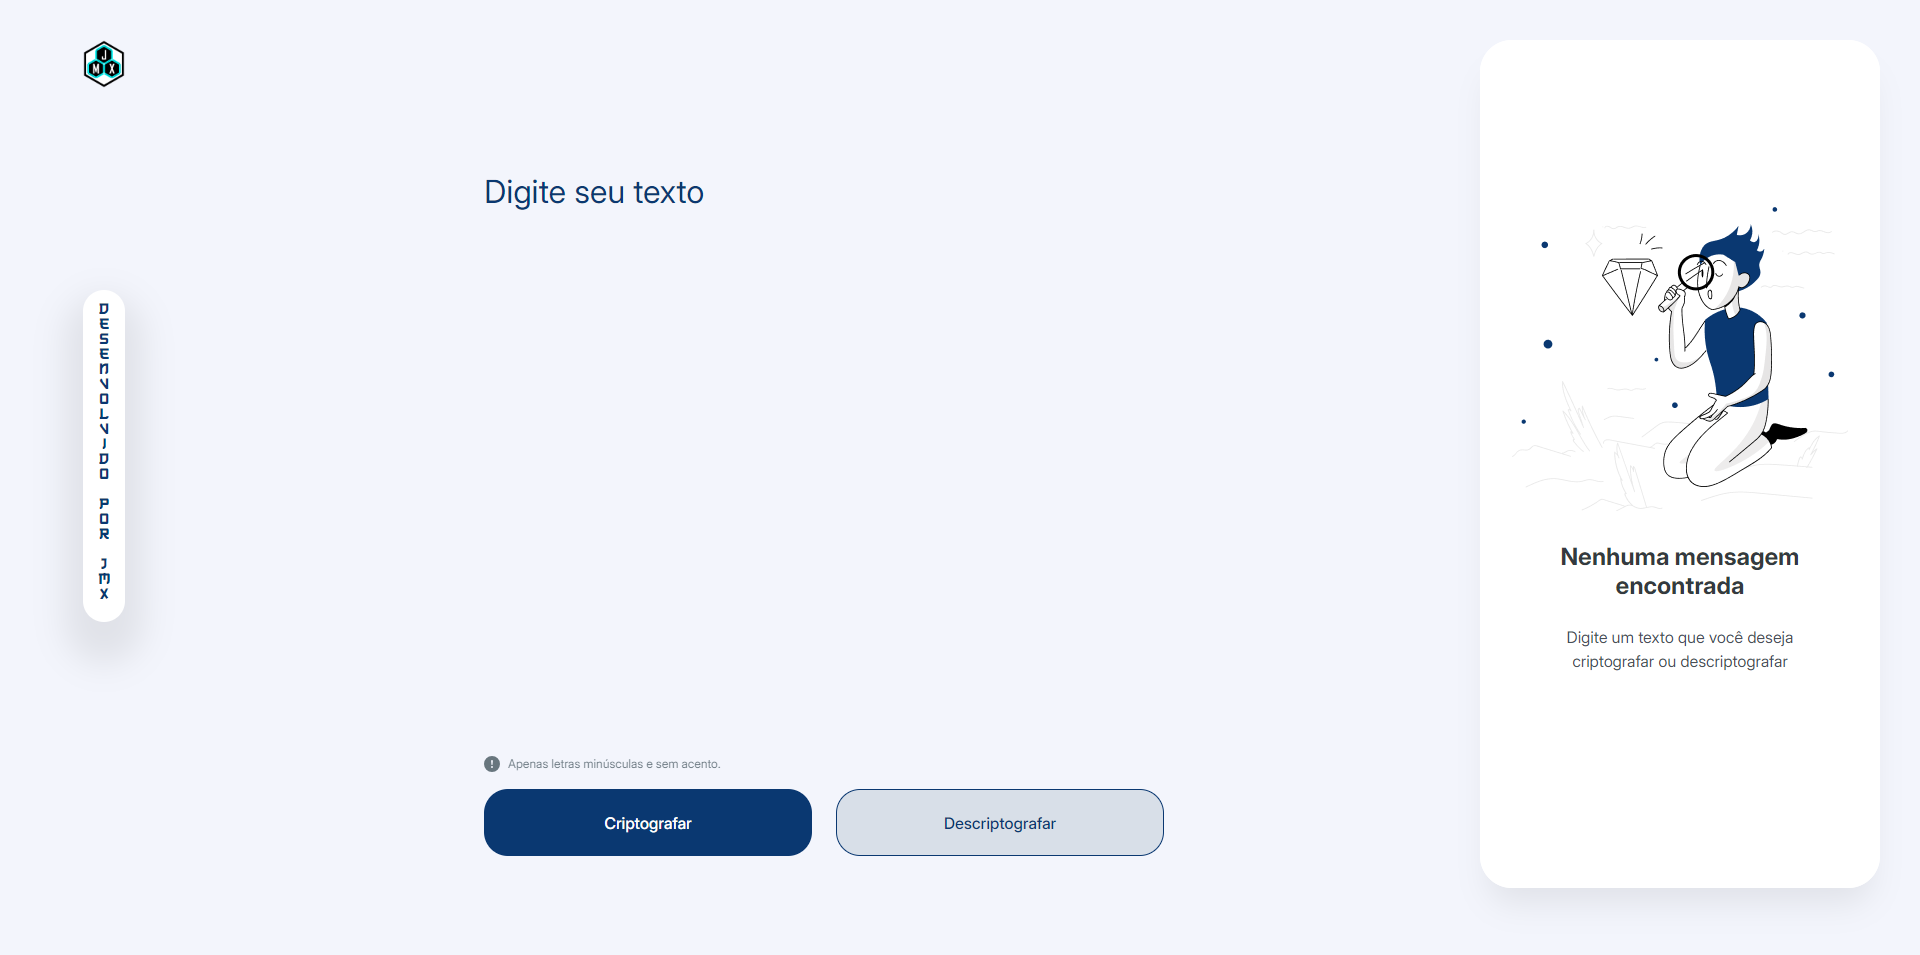 J
M X
DESENVOLVIDO POR JMX
Digite seu texto
Apenas letras minúsculas e sem acento.
Criptografar
Descriptografar
Nenhuma mensagem
encontrada
Digite um texto que você deseja
criptografar ou descriptografar